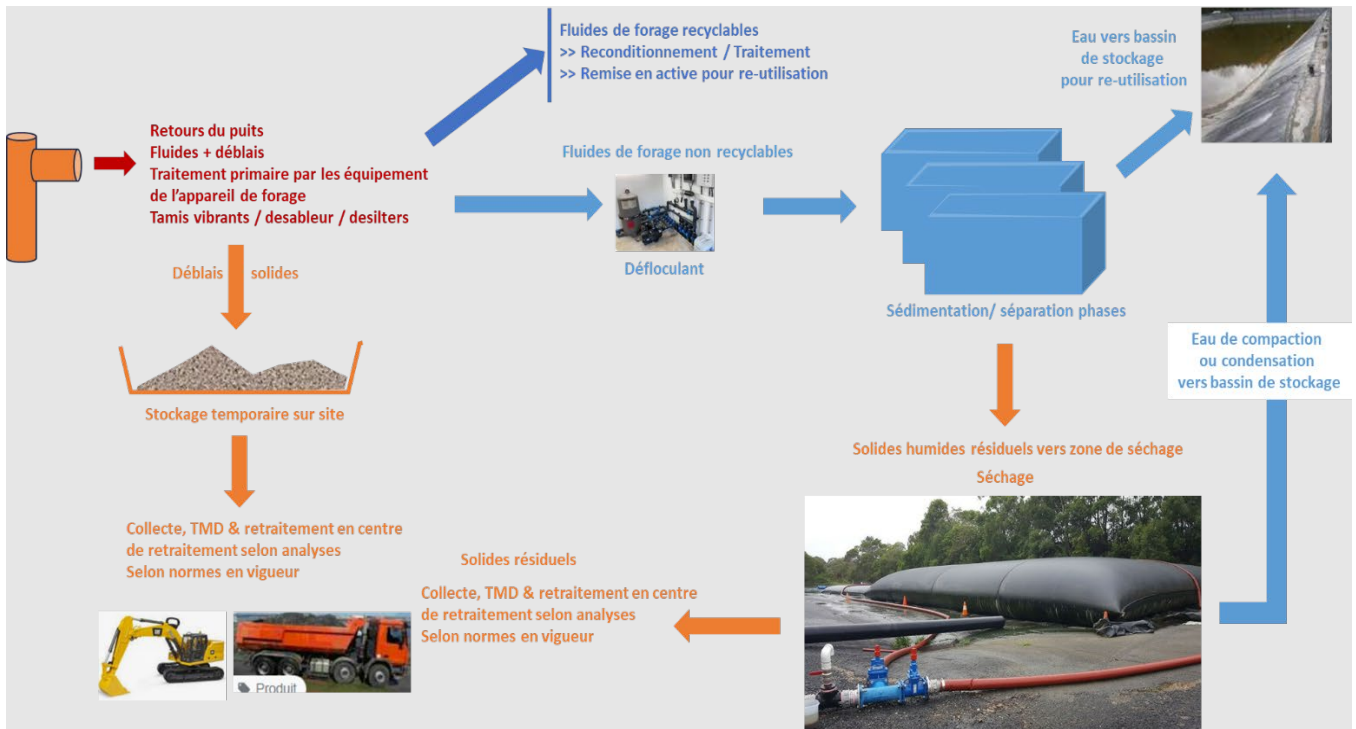 Fluides de forage recyclables
>> Reconditionnement / Traitement
>> Remise en active pour re-utilisation
Eau vers bassin
de stockage
pour re-utilisation
Retours du puits
Fluides + déblais
Traitement primaire par les équipement
de l'appareil de forage
Tamis vibrants / desableur / desilters
Fluides de forage non recyclables
Défloculant
Sédimentation/ séparation phases
Déblais solides
Stockage temporaire sur site
Eau de compaction
ou condensation
vers bassin de stockage
Solides humides résiduels vers zone de séchage
Séchage
Collecte, TMD & retraitement en centre
de retraitement selon analyses
Selon normes en vigueur
Solides résiduels
Collecte, TMD & retraitement en centre
de retraitement selon analyses
Selon normes en vigueur
Produit